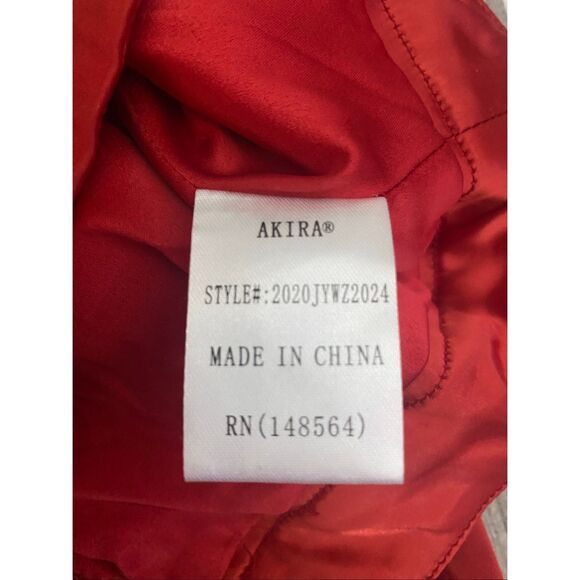 AKIRA®
STYLE#:2020JYWZ2024
MADE IN CHINA
RN(148564)